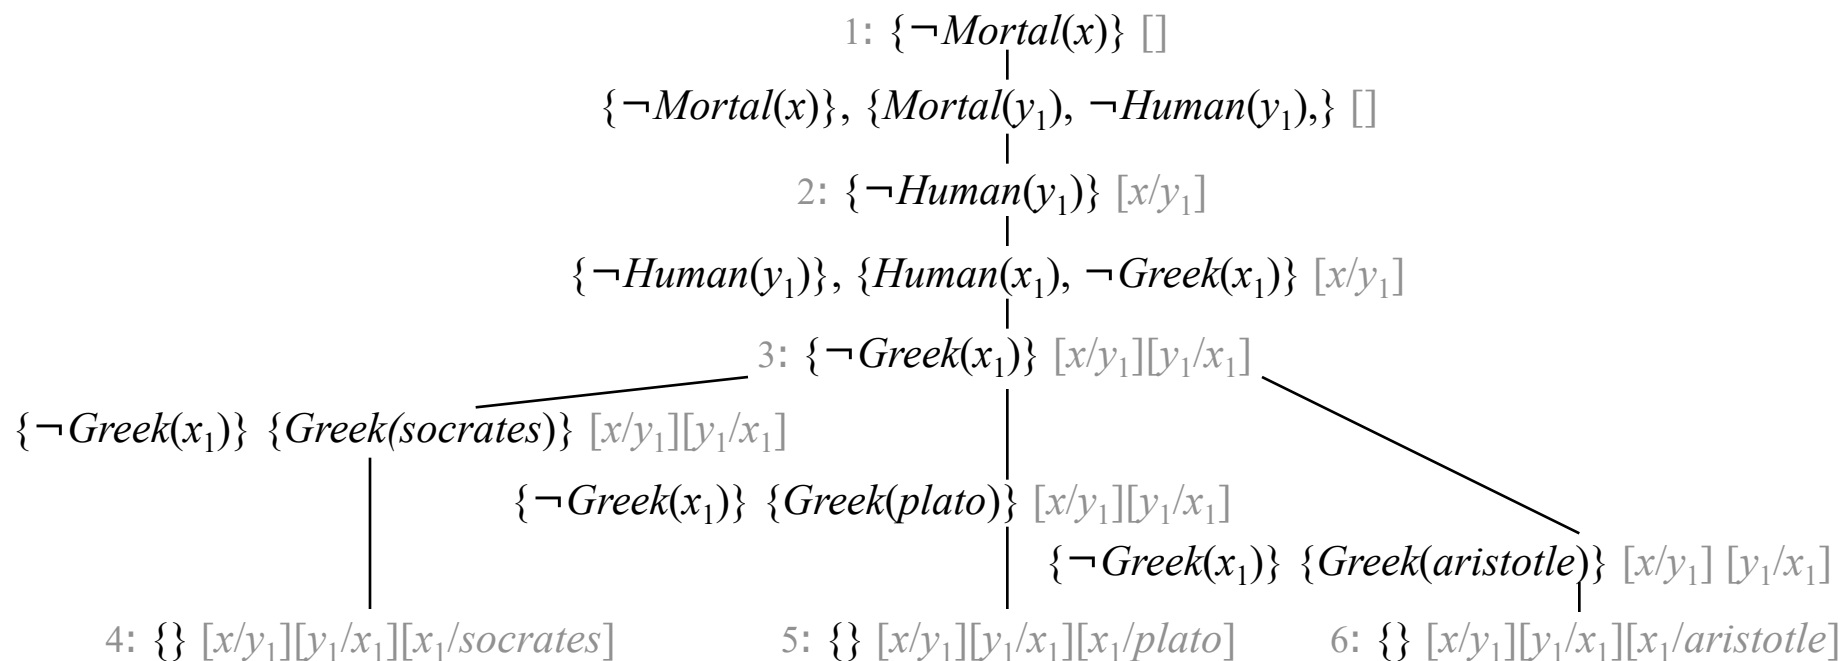 1: {¬Mortal(x)} []
{¬Mortal(x)}, {Mortal(y₁), ¬Human(y₁),} []
2: {¬Human(y₁)} [x/y₁]
{¬Human(y₁)}, {Human(x₁), ¬Greek(x₁)} [x/y₁]
3: {¬Greek(x₁)} [x/y₁][y₁/x₁]
{¬Greek(x₁)} {Greek(socrates)} [x/y₁][y₁/x₁]
{¬Greek(x₁)} {Greek(plato)} [x/y₁][y₁/x₁]
{¬Greek(x₁)} {Greek(aristotle)} [x/y₁] [y₁/x₁]
4: {} [x/y₁][y₁/x₁][x₁/socrates]
5: {} [x/y₁][y₁/x₁][x₁/plato]
6: {} [x/y₁][y₁/x₁][x₁/aristotle]